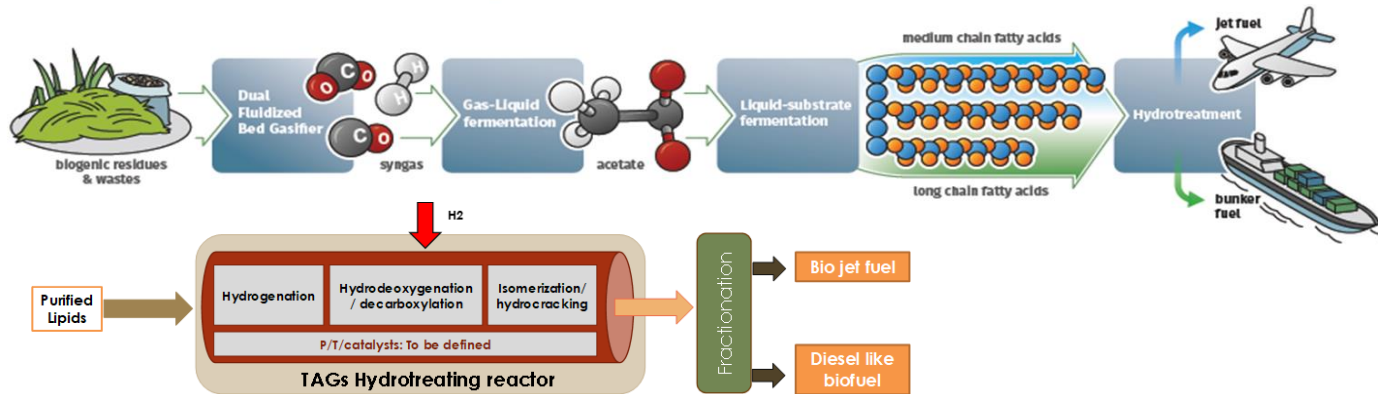 biogenic residues
& wastes
Dual
Fluidized
Bed Gasifier
O
C
O
H
H
C
O
syngas
Gas-Liquid
fermentation
acetate
Liquid-substrate
fermentation
medium chain fatty acids
long chain fatty acids
Hydrotreatment
jet fuel
bunker
fuel
H2
Purified
Lipids
Hydrogenation
Hydrodeoxygenation
/ decarboxylation
Isomerization/
hydrocracking
P/T/catalysts: To be defined
TAGs Hydrotreating reactor
Fractionation
Bio jet fuel
Diesel like
biofuel